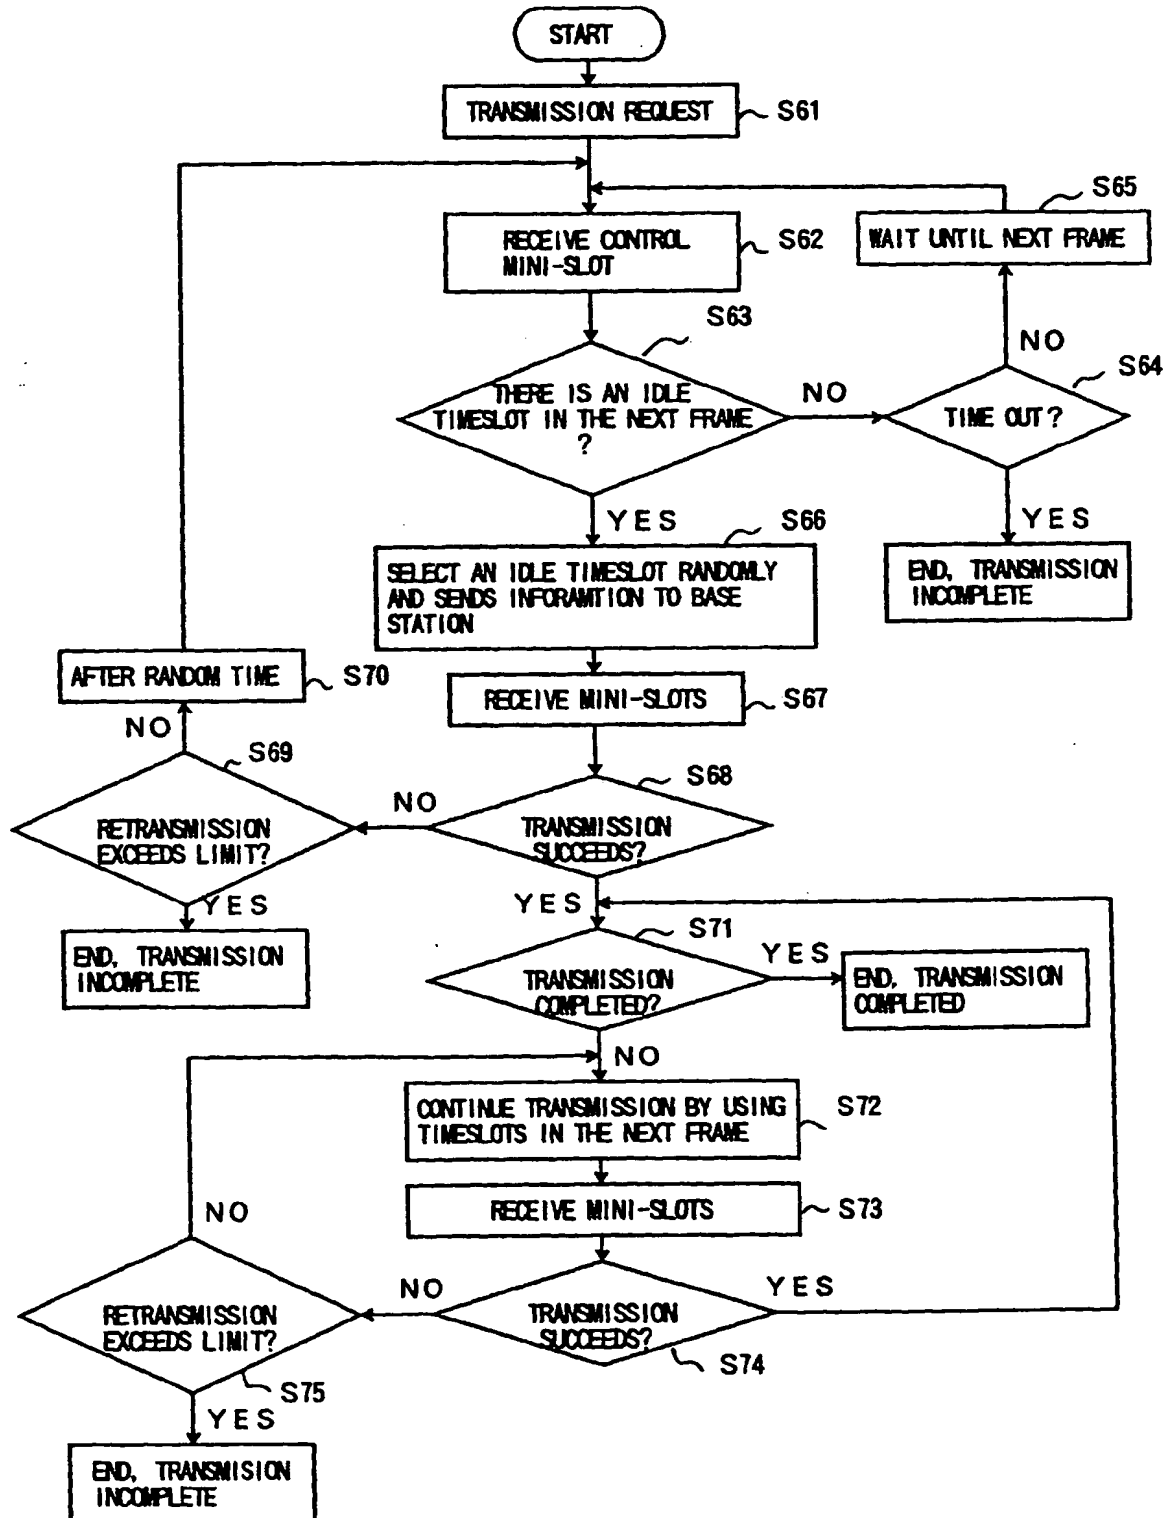 START
TRANSMISSION REQUEST
S61
S65
RECEIVE CONTROL
MINI-SLOT
S62
WAIT UNTIL NEXT FRAME
S63
NO
S64
THERE IS AN IDLE
TIMESLOT IN THE NEXT FRAME
?
NO
TIME OUT?
YES
S66
YES
SELECT AN IDLE TIMESLOT RANDOMLY
AND SENDS INFORAMTION TO BASE
STATION
END, TRANSMISSION
INCOMPLETE
AFTER RANDOM TIME
S70
RECEIVE MINI-SLOTS
S67
NO
S69
S68
NO
RETRANSMISSION
EXCEEDS LIMIT?
TRANSMISSION
SUCCEEDS?
YES
YES
S71
END, TRANSMISSION
INCOMPLETE
TRANSMISSION
COMPLETED?
YES
END, TRANSMISSION
COMPLETED
NO
CONTINUE TRANSMISSION BY USING
TIMESLOTS IN THE NEXT FRAME
S72
NO
RECEIVE MINI-SLOTS
S73
NO
YES
RETRANSMISSION
EXCEEDS LIMIT?
TRANSMISSION
SUCCEEDS?
S74
S75
YES
END, TRANSMISION
INCOMPLETE